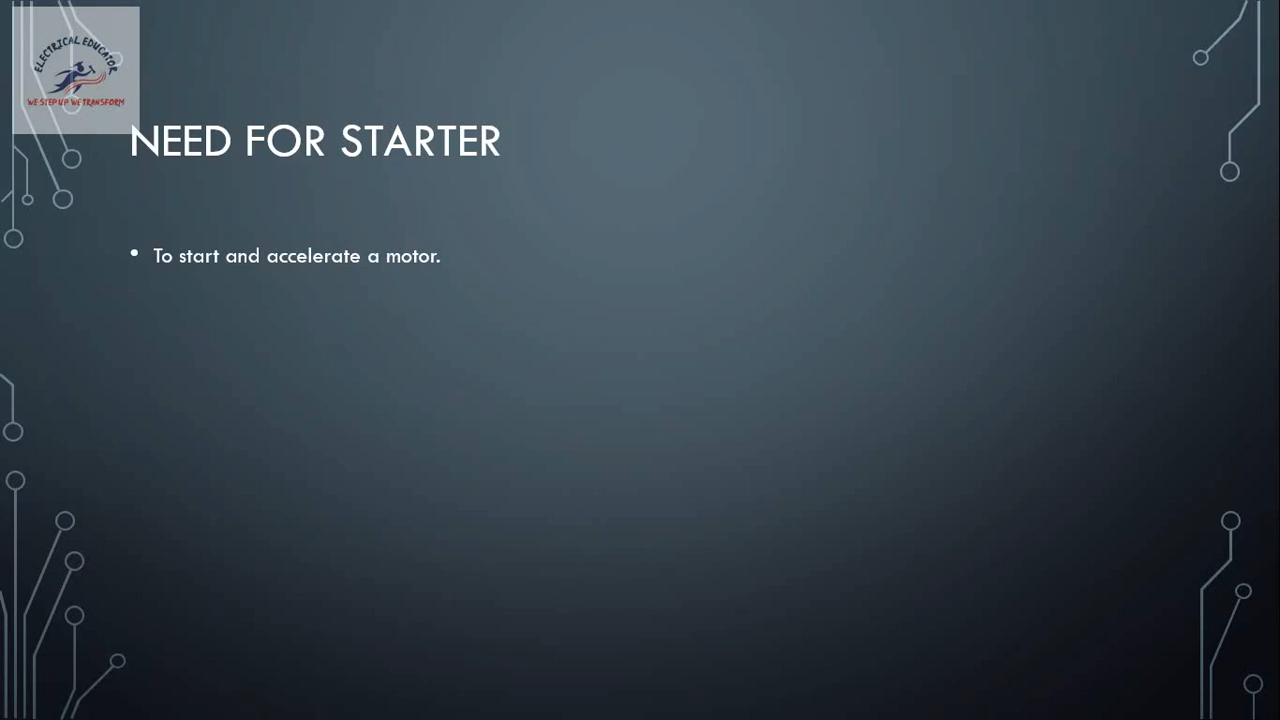 ELECTRICAL EDUCATOR
WE STEP UP WE TRANSFORM
NEED FOR STARTER
• To start and accelerate a motor.